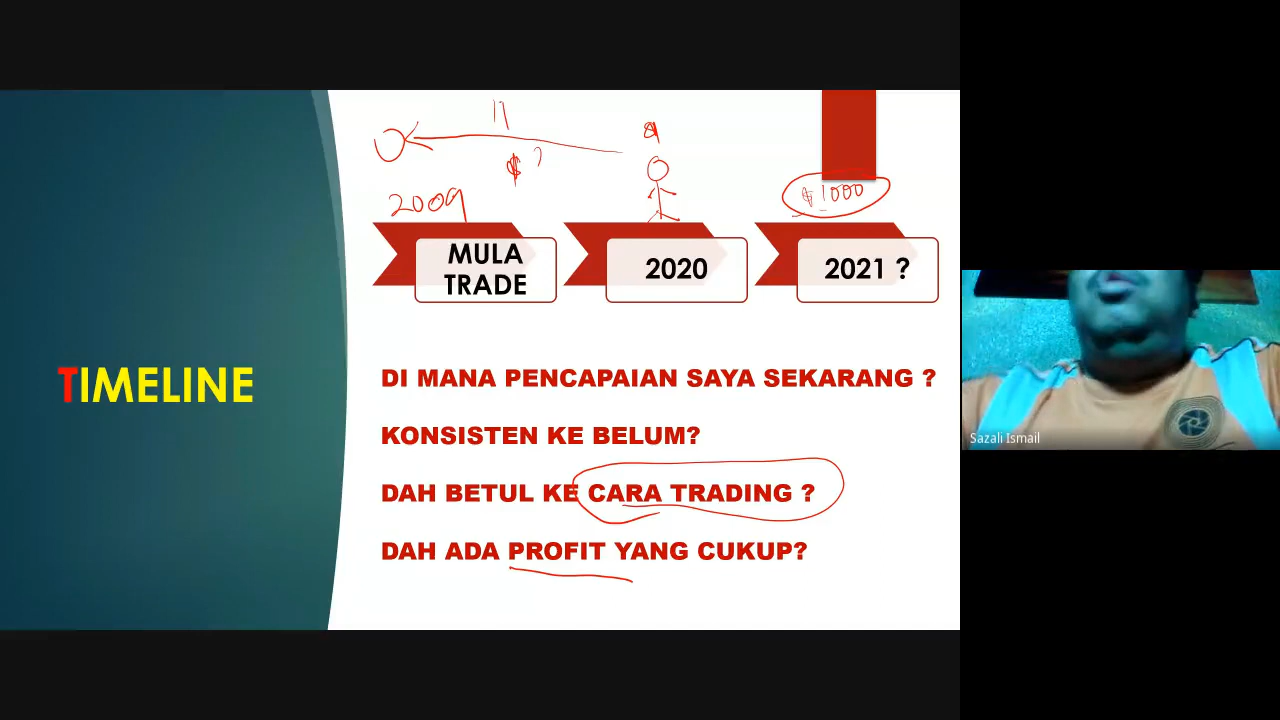 11
$ ?
2009
$ 1000
MULA
TRADE
2020
2021 ?
TIMELINE
DI MANA PENCAPAIAN SAYA SEKARANG ?
KONSISTEN KE BELUM?
DAH BETUL KE CARA TRADING ?
DAH ADA PROFIT YANG CUKUP?
Sazali Ismail